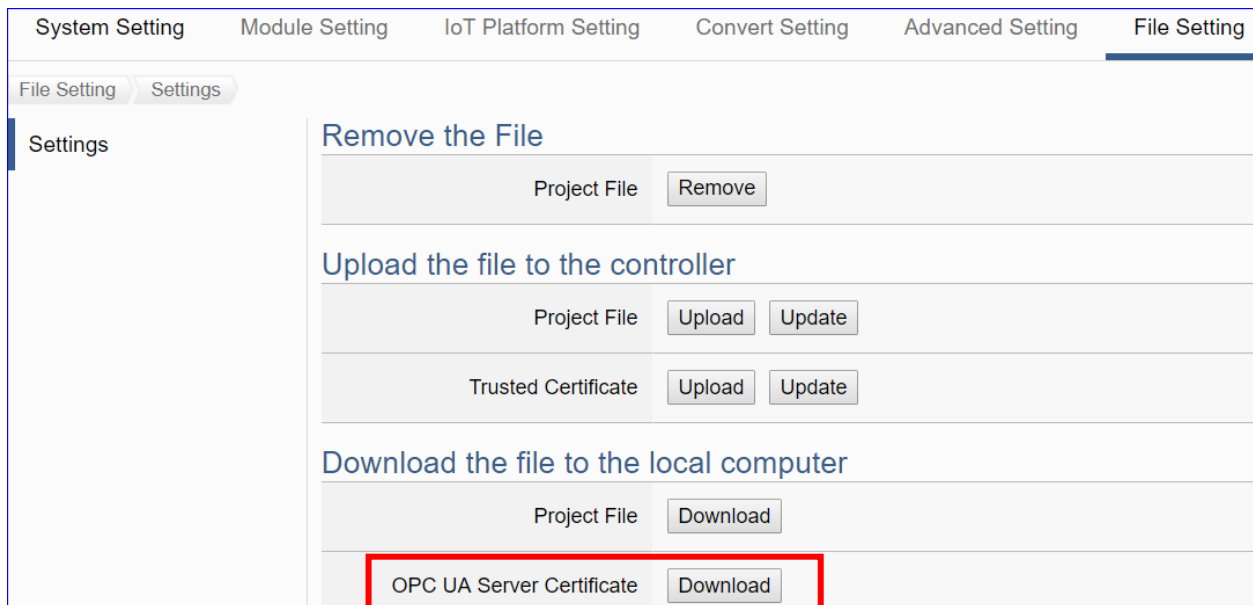 System Setting Module Setting IoT Platform Setting Convert Setting Advanced Setting File Setting
File Setting Settings
Settings
Remove the File
Project File Remove
Upload the file to the controller
Project File Upload Update
Trusted Certificate Upload Update
Download the file to the local computer
Project File Download
OPC UA Server Certificate Download